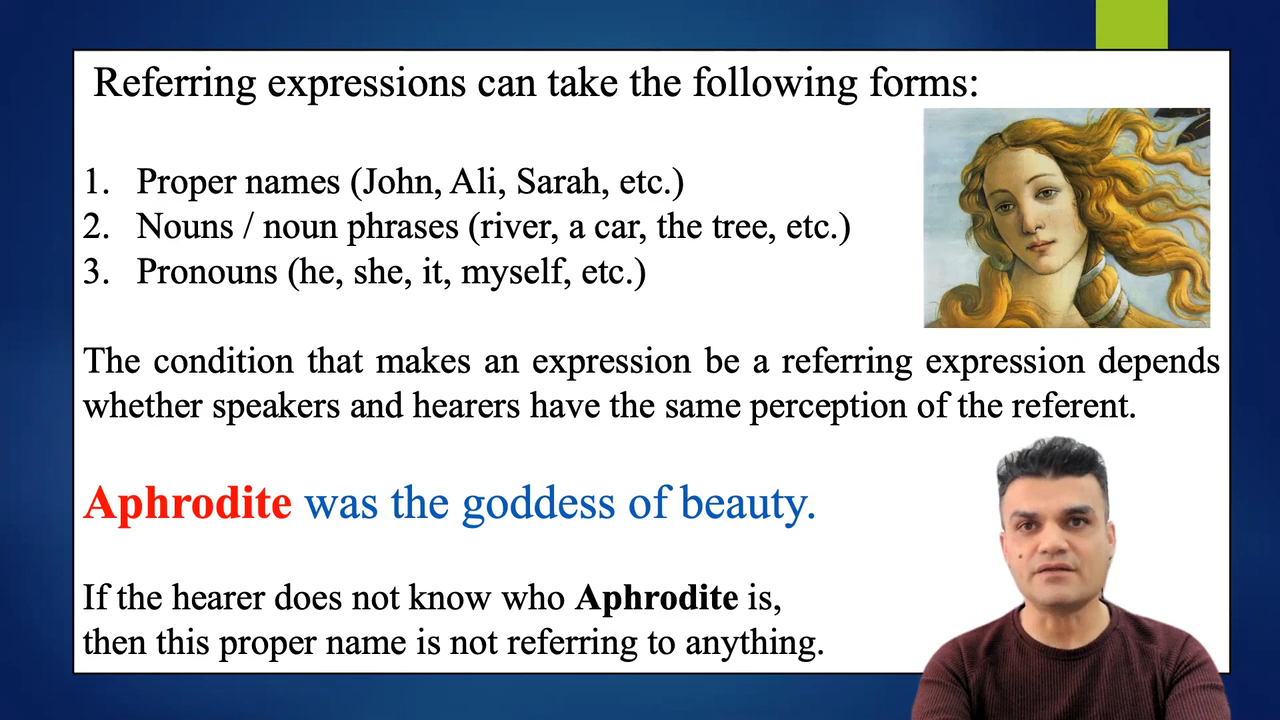 Referring expressions can take the following forms:
1. Proper names (John, Ali, Sarah, etc.)
2. Nouns / noun phrases (river, a car, the tree, etc.)
3. Pronouns (he, she, it, myself, etc.)
The condition that makes an expression be a referring expression depends
whether speakers and hearers have the same perception of the referent.
Aphrodite was the goddess of beauty.
If the hearer does not know who Aphrodite is,
then this proper name is not referring to anything.